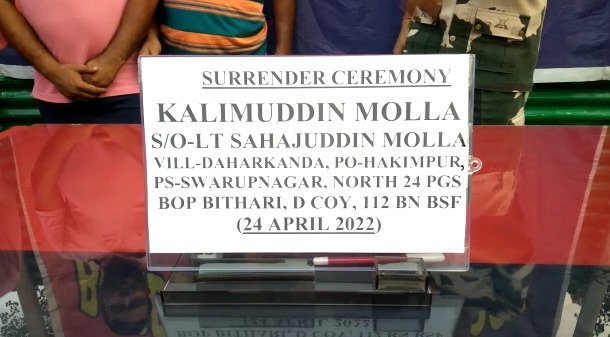 SURRENDER CEREMONY
KALIMUDDIN MOLLA
S/O-LT SAHAJUDDIN MOLLA
VILL-DAHARKANDA, PO-HAKIMPUR,
PS-SWARUPNAGAR, NORTH 24 PGS
BOP BITHARI, D COY, 112 BN BSF
(24 APRIL 2022)